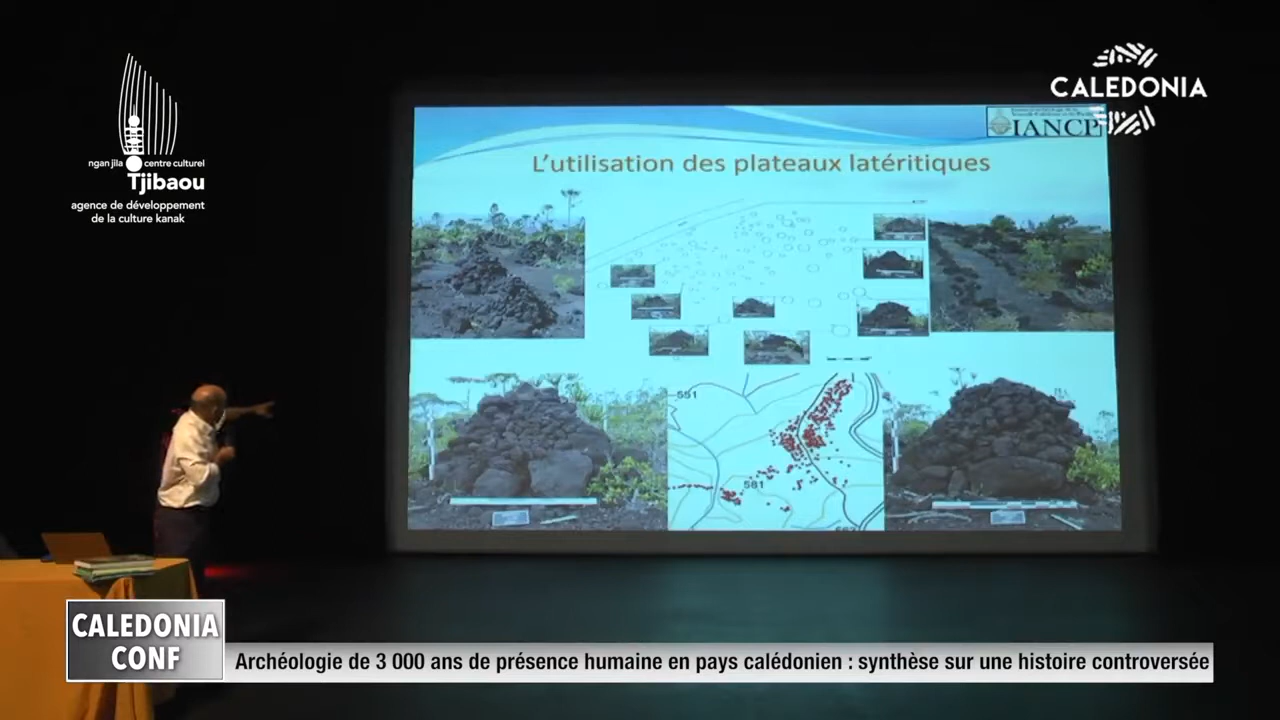 ngan jila centre culturel
Tjibaou
agence de développement
de la culture kanak
CALEDONIA
IANCP
L'utilisation des plateaux latéritiques
551
581
CALEDONIA
CONF
Archéologie de 3 000 ans de présence humaine en pays calédonien : synthèse sur une histoire controversée